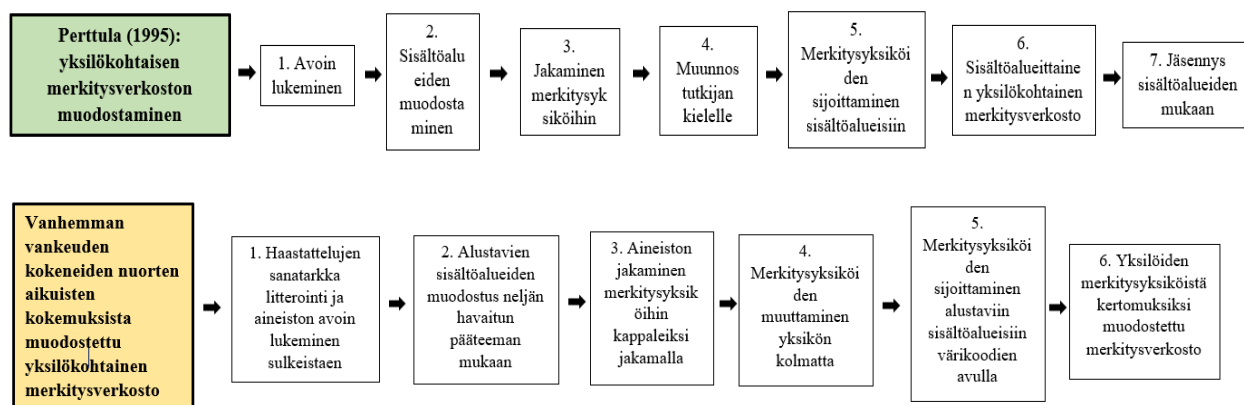 Perttula (1995):
yksilökohtaisen
merkitysverkoston
muodostaminen
1. Avoin
lukeminen
2.
Sisältöalu
eiden
muodosta
minen
3.
Jakaminen
merkitysyk
siköihin
4.
Muunnos
tutkijan
kielelle
5.
Merkitysyksiköi
den
sijoittaminen
sisältöalueisiin
6.
Sisältöalueittaine
n yksilökohtainen
merkitysverkosto
7. Jäsennys
sisältöalueiden
mukaan
Vanhemman
vankeuden
kokeneiden nuorten
aikuisten
kokemuksista
muodostettu
yksilökohtainen
merkitysverkosto
1. Haastattelujen
sanatarkka
litterointi ja
aineiston avoin
lukeminen
sulkeistaen
2. Alustavien
sisältöalueiden
muodostus neljän
havaitun
pääteeman
mukaan
3. Aineiston
jakaminen
merkitysyksik
öihin
kappaleiksi
jakamalla
4.
Merkitysyksiköi
den
muuttaminen
yksikön
kolmatta
5.
Merkitysyksiköi
den
sijoittaminen
alustaviin
sisältöalueisiin
värikoodien
avulla
6. Yksilöiden
merkitysyksiköistä
kertomuksiksi
muodostettu
merkitysverkosto